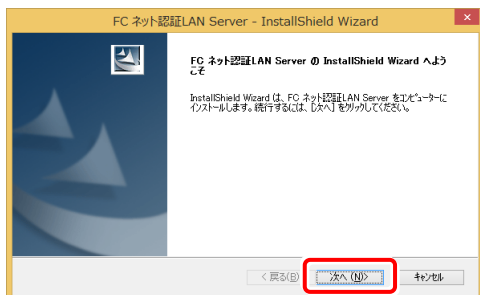 FC ネット認証LAN Server - InstallShield Wizard
FC ネット認証LAN Server の InstallShield Wizard へよう
こそ
InstallShield Wizard は、FC ネット認証LAN Server をコンピューターに
インストールします。続行するには、[次へ] をクリックしてください。
< 戻る(B)
次へ (N)>
キャンセル